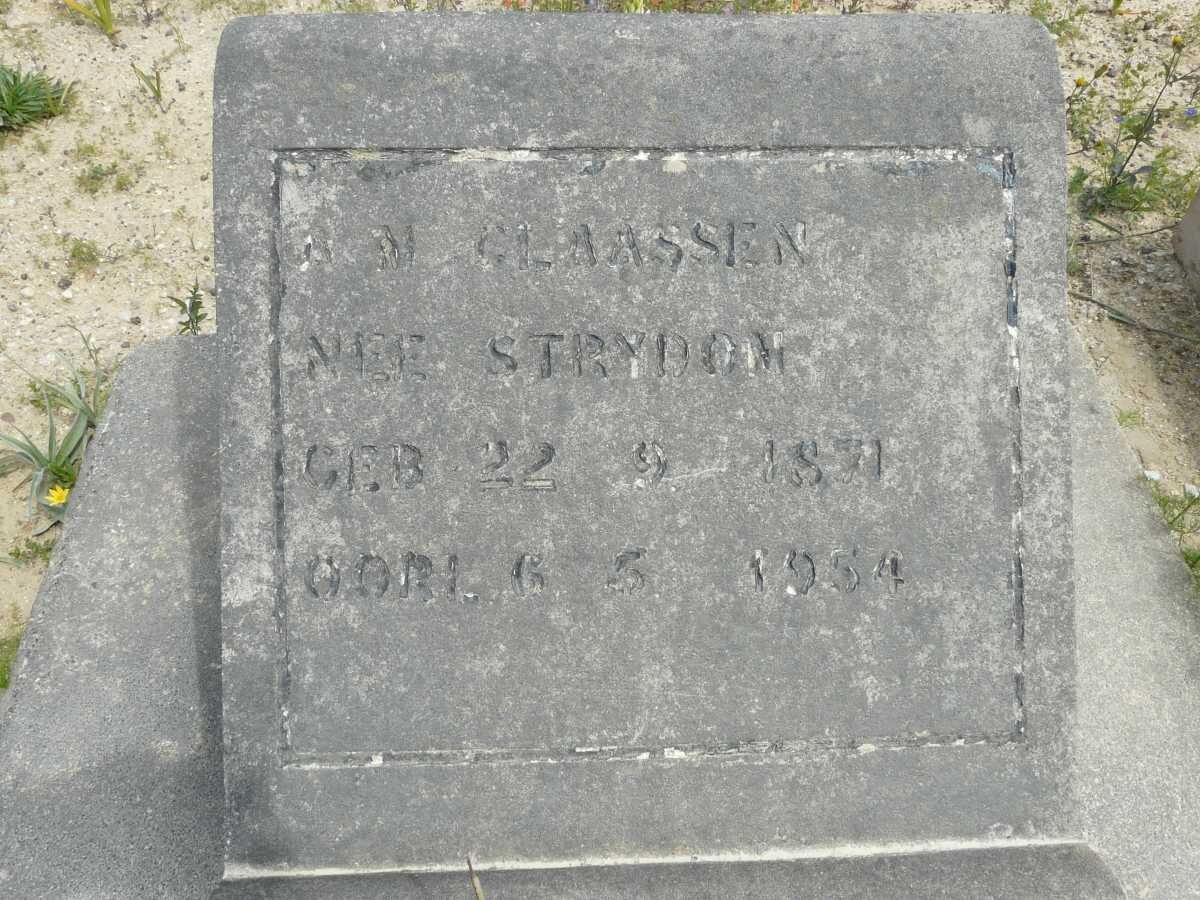 A M CLAASSEN
NEE STRYDOM
GEB 22 9 1871
OORL 6 5 1954